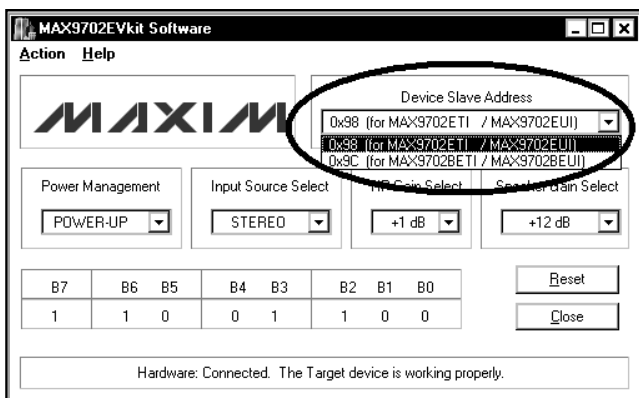 MAX9702EVkit Software
Action Help
MAXIM
Device Slave Address
0x98 (for MAX9702ETI / MAX9702EUI)
0x98 (for MAX9702ETI / MAX9702EUI)
0x9C (for MAX9702BETI / MAX9702BEUI)
Power Management
POWER-UP
Input Source Select
STEREO
HP Gain Select
+1 dB
Speaker Gain Select
+12 dB
B7 B6 B5 B4 B3 B2 B1 B0
1 1 0 0 1 1 0 0
Reset
Close
Hardware: Connected. The Target device is working properly.